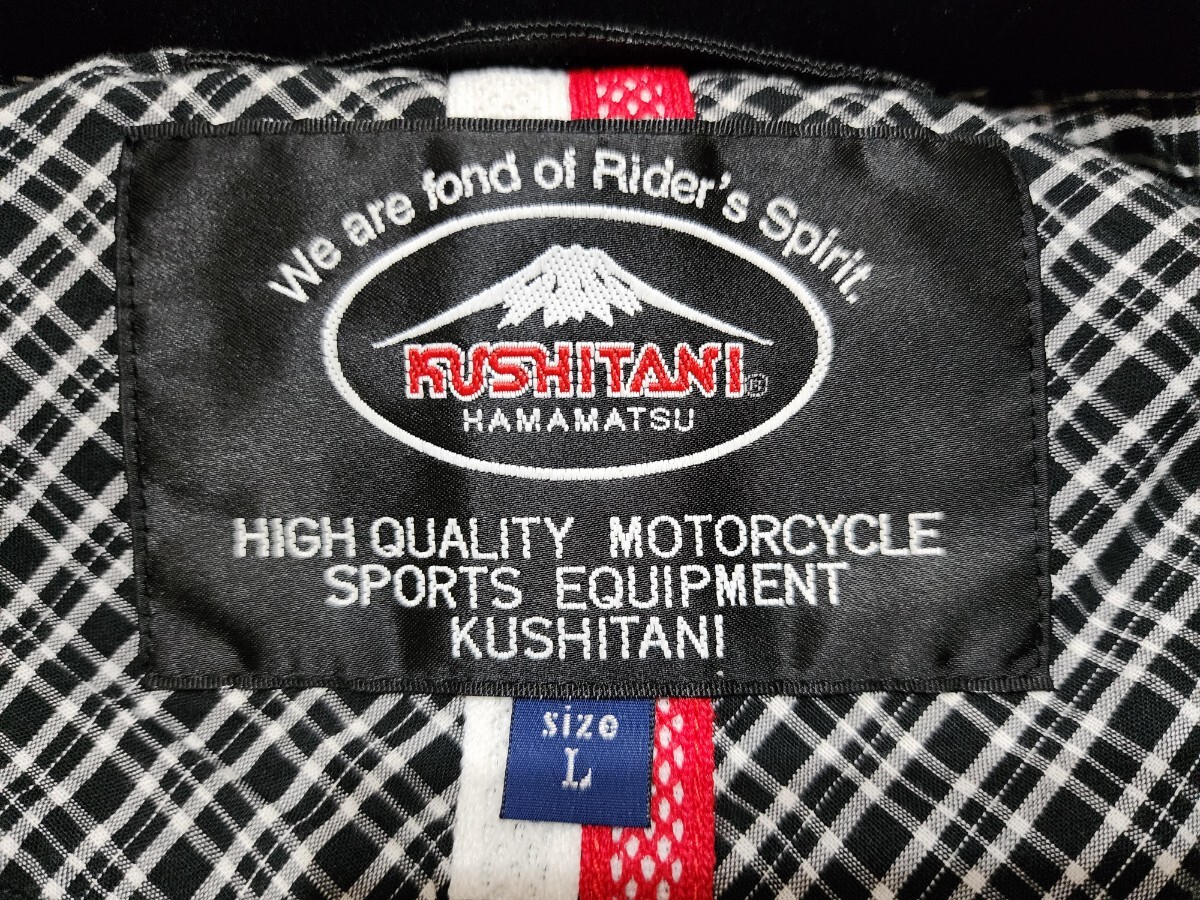 We are fond of Rider's Spirit.
KUSHITANI®
HAMAMATSU
HIGH QUALITY MOTORCYCLE
SPORTS EQUIPMENT
KUSHITANI
size
L